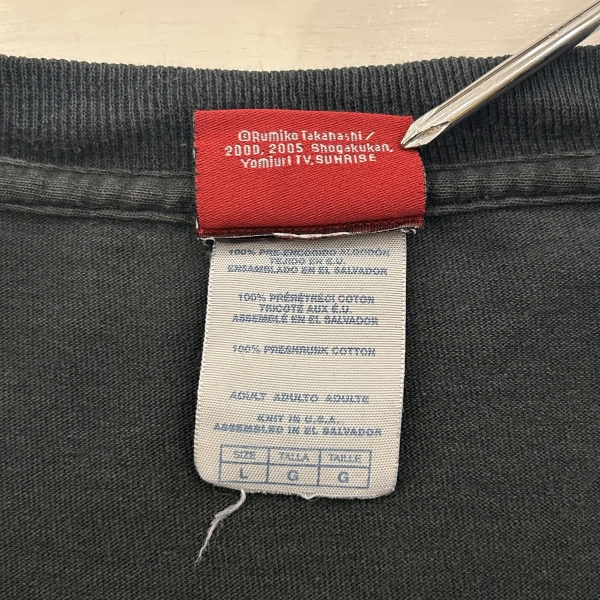 ©Rumiko Takahashi/
2000, 2005 Shogakukan,
Yomiuri TV, SUNRISE
100% PRE-ENCOGIDO ALGODÓN
TEJIDO EN E.U.
ENSAMBLADO EN EL SALVADOR
100% PRÉRÉTRÉCI COTON
TRICOTÉ AUX É.U.
ASSEMBLÉ EN EL SALVADOR
100% PRESHRUNK COTTON
ADULT ADULTO ADULTE
KNIT IN U.S.A.
ASSEMBLED IN EL SALVADOR
SIZE TALLA TAILLE
L G G